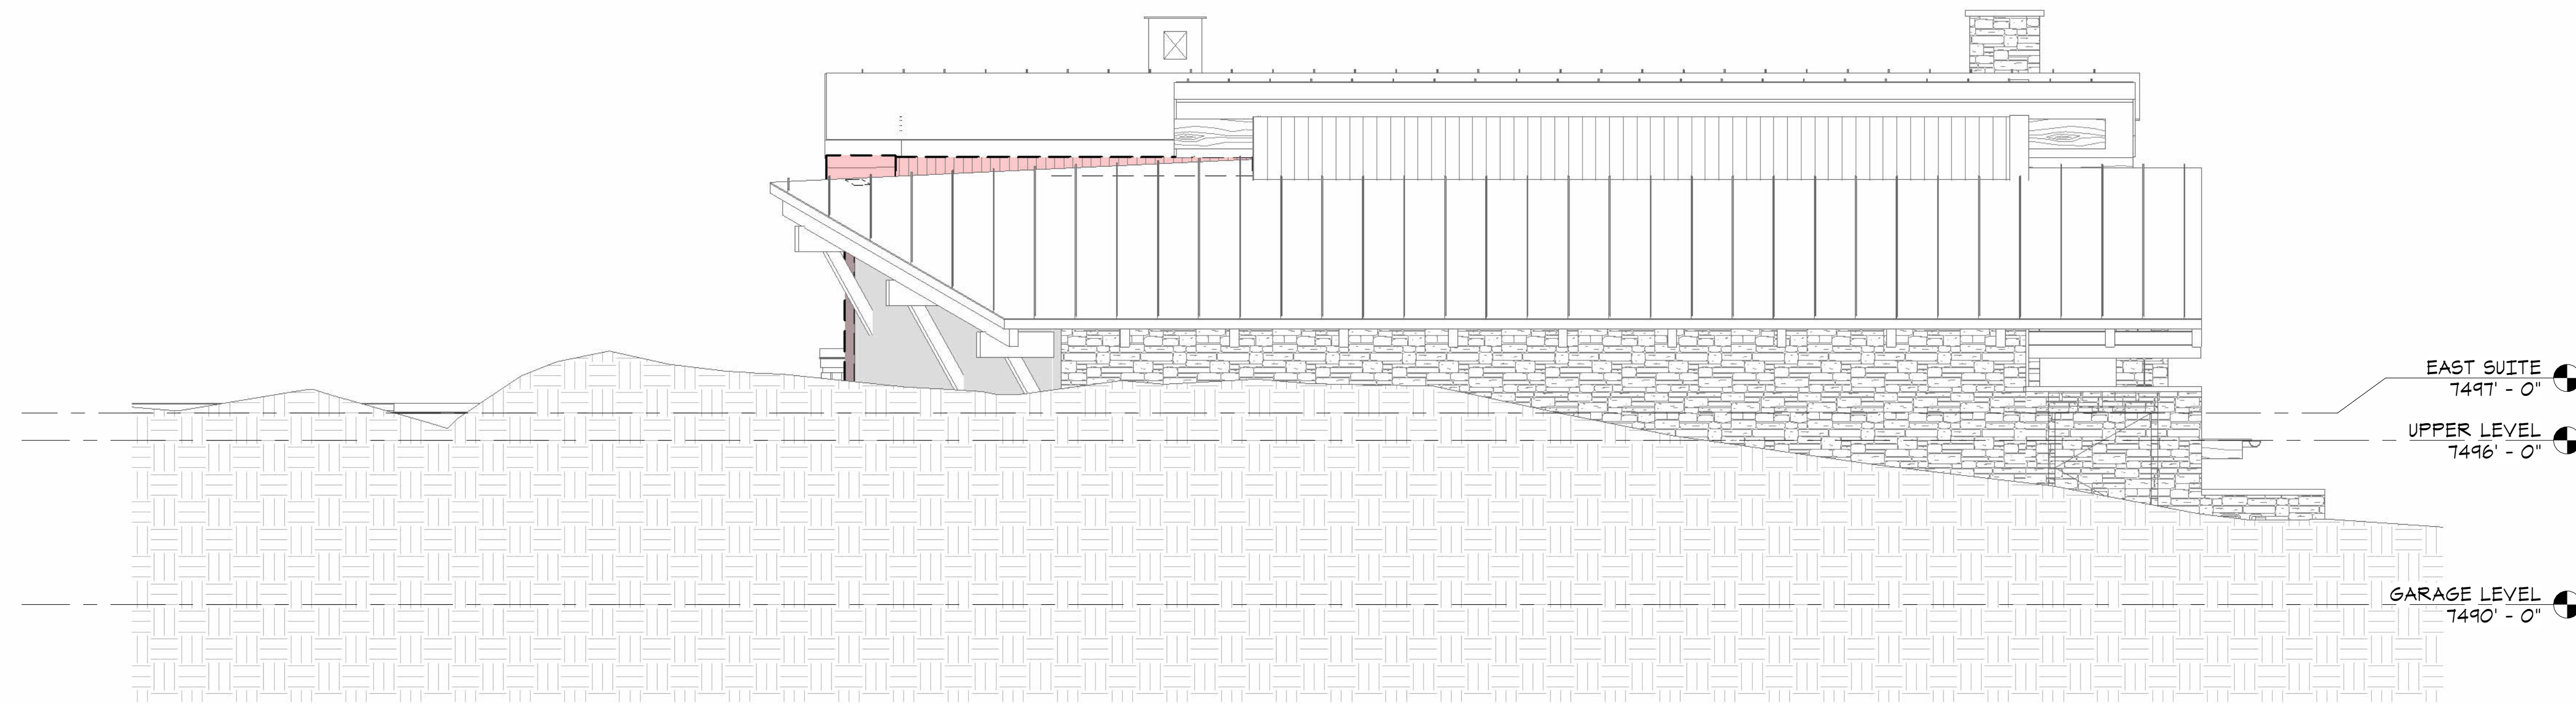 EAST SUITE
7497' - 0"
UPPER LEVEL
7496' - 0"
GARAGE LEVEL
7490' - 0"